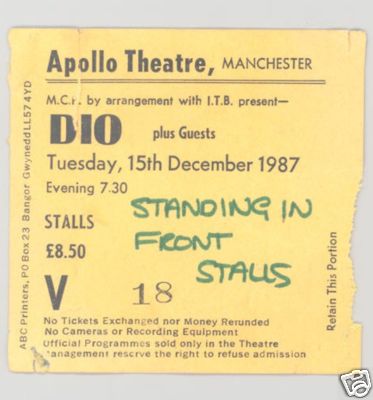 Apollo Theatre, MANCHESTER
M.C.P. by arrangement with I.T.B. present—
DIO plus Guests
Tuesday, 15th December 1987
Evening 7.30
STALLS
£8.50
STANDING IN
FRONT
STALLS
V 18
No Tickets Exchanged nor Money Refunded
No Cameras or Recording Equipment
Official Programmes sold only in the Theatre
Management reserve the right to refuse admission
ABC Printers, PO Box 23 Bangor Gwynedd LL57 4YD
Retain This Portion
ebY